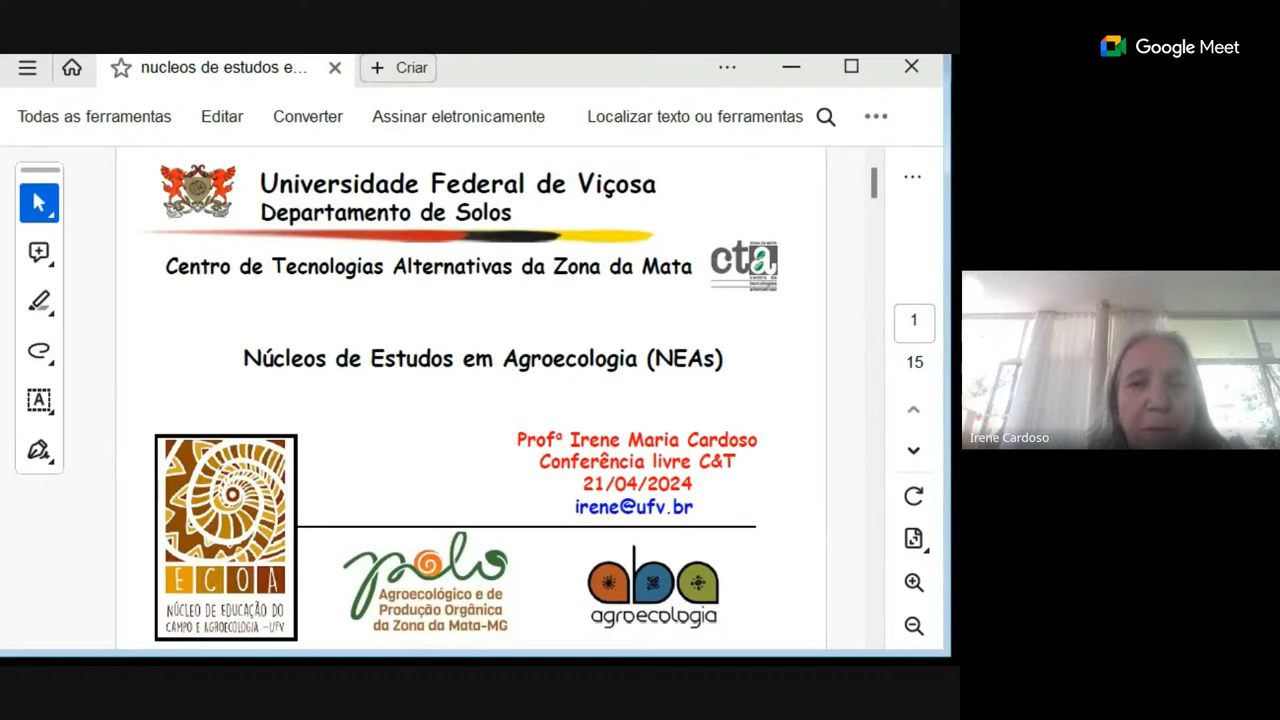 Google Meet
nucleos de estudos e...
Criar
Todas as ferramentas
Editar
Converter
Assinar eletronicamente
Localizar texto ou ferramentas
Universidade Federal de Viçosa
Departamento de Solos
Centro de Tecnologias Alternativas da Zona da Mata
cta
Núcleos de Estudos em Agroecologia (NEAs)
Profª Irene Maria Cardoso
Conferência livre C&T
21/04/2024
irene@ufv.br
ECOA
NÚCLEO DE EDUCAÇÃO DO
CAMPO E AGROECOLOGIA -UFV
polo
Agroecológico e de
Produção Orgânica
da Zona da Mata-MG
aba
agroecologia
1
15
Irene Cardoso